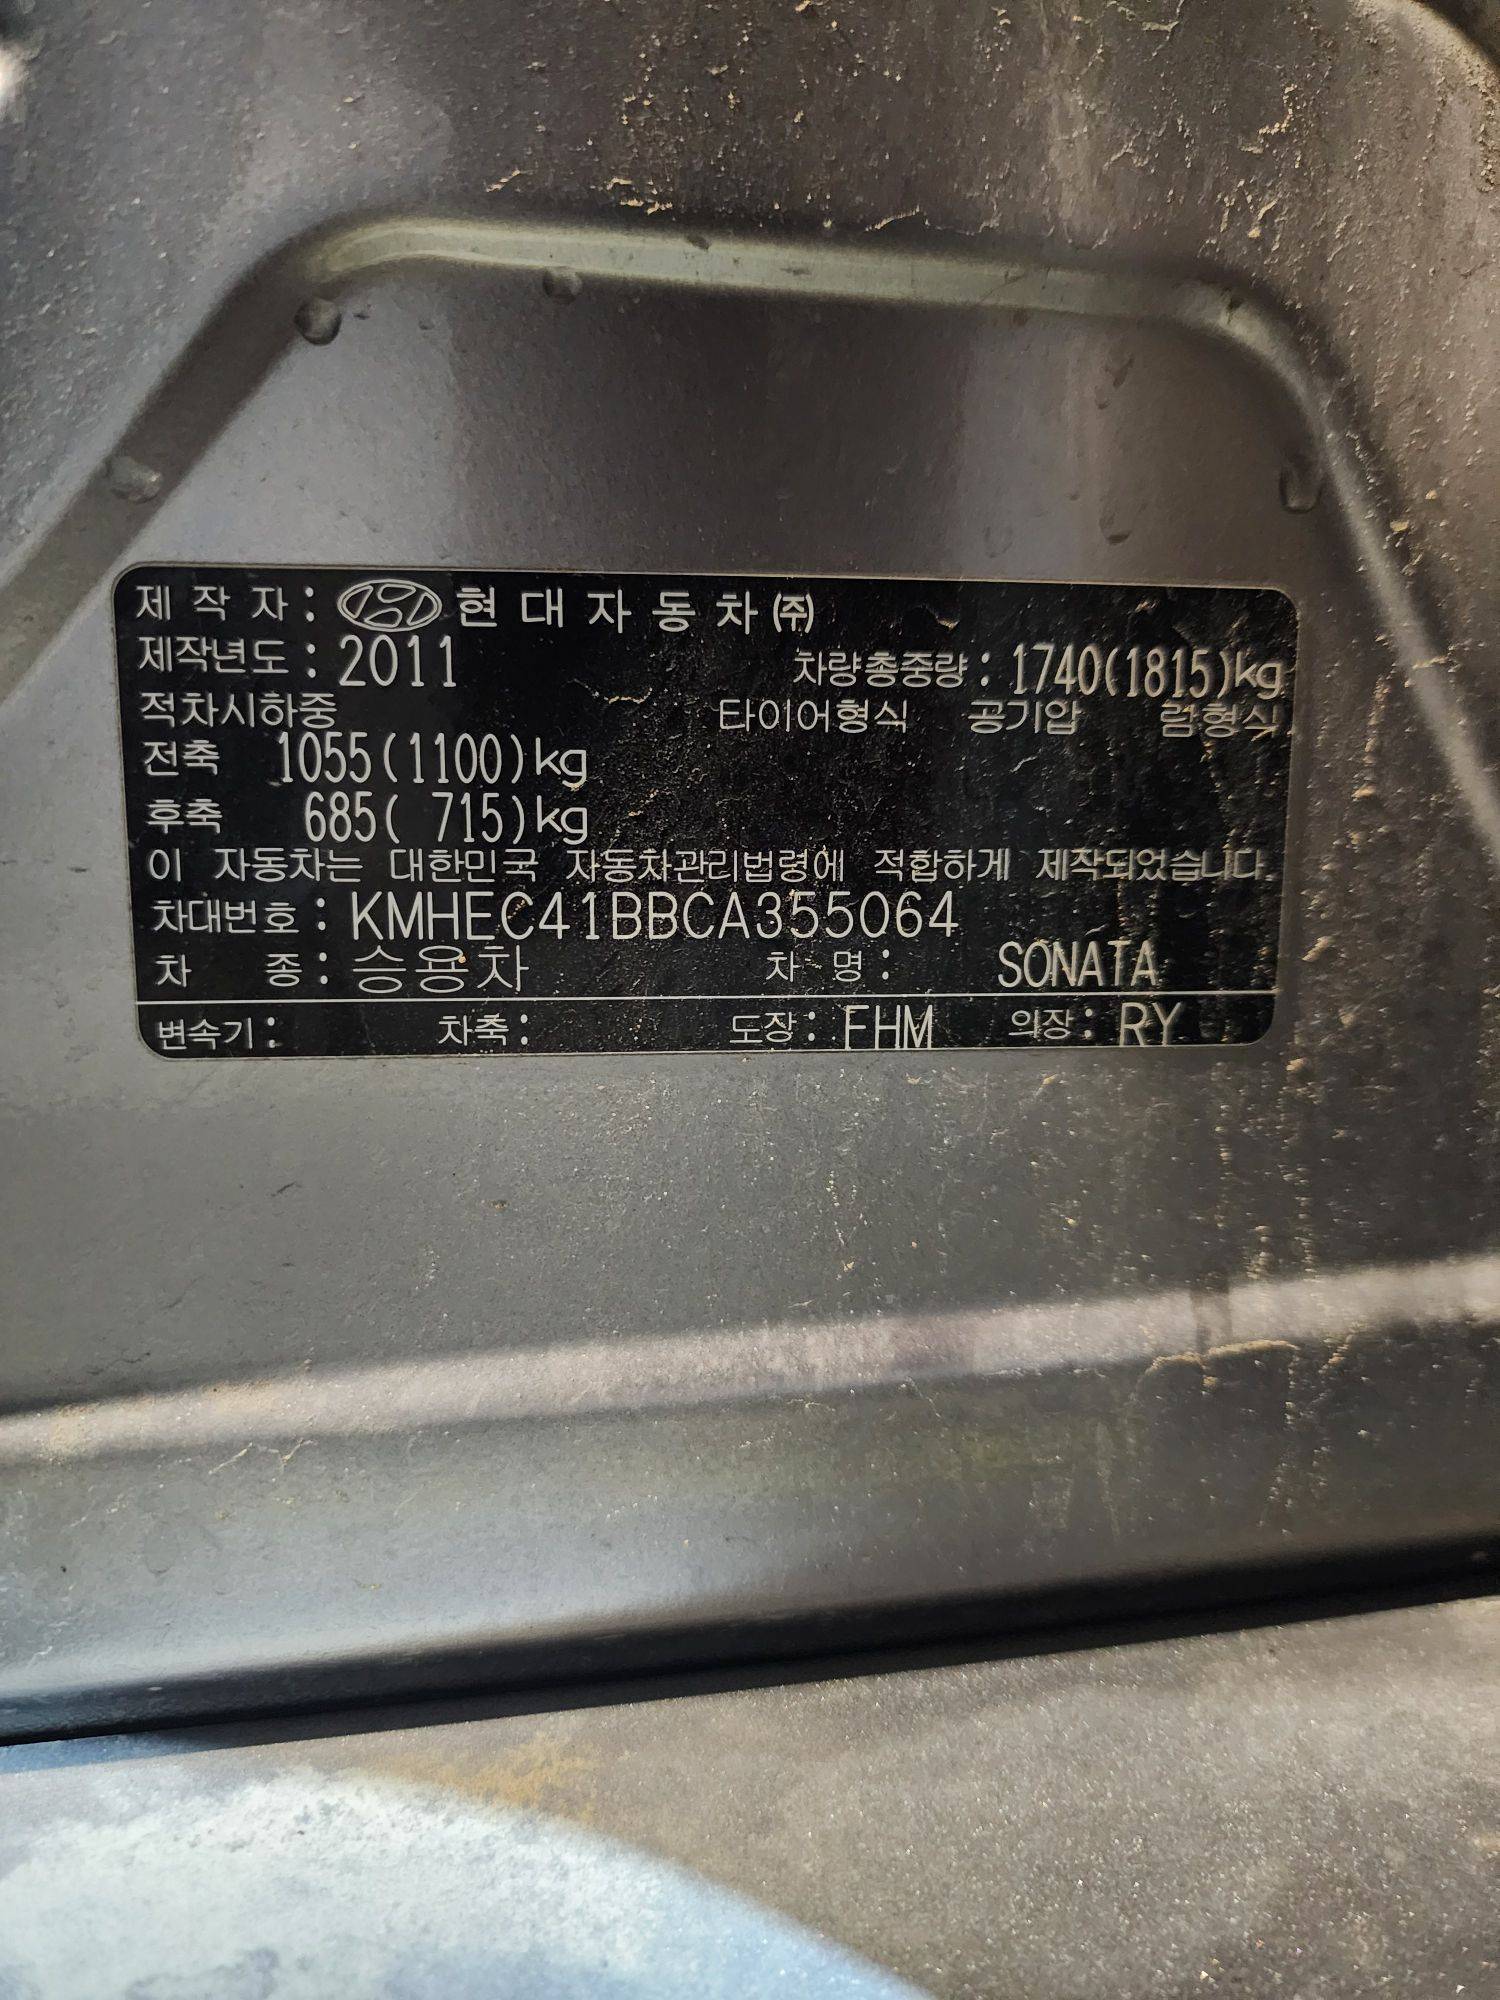 제 작 자 : 현 대 자 동 차 ㈜
제작년도 : 2011 차량총중량 : 1740(1815)kg
적차시하중 타이어형식 공기압 림형식
전축 1055(1100)kg
후축 685( 715)kg
이 자동차는 대한민국 자동차관리법령에 적합하게 제작되었습니다.
차대번호 : KMHEC41BBCA355064
차 종 : 승용차 차 명 : SONATA
변속기 : 차축 : 도장 : FHM 의장 : RY